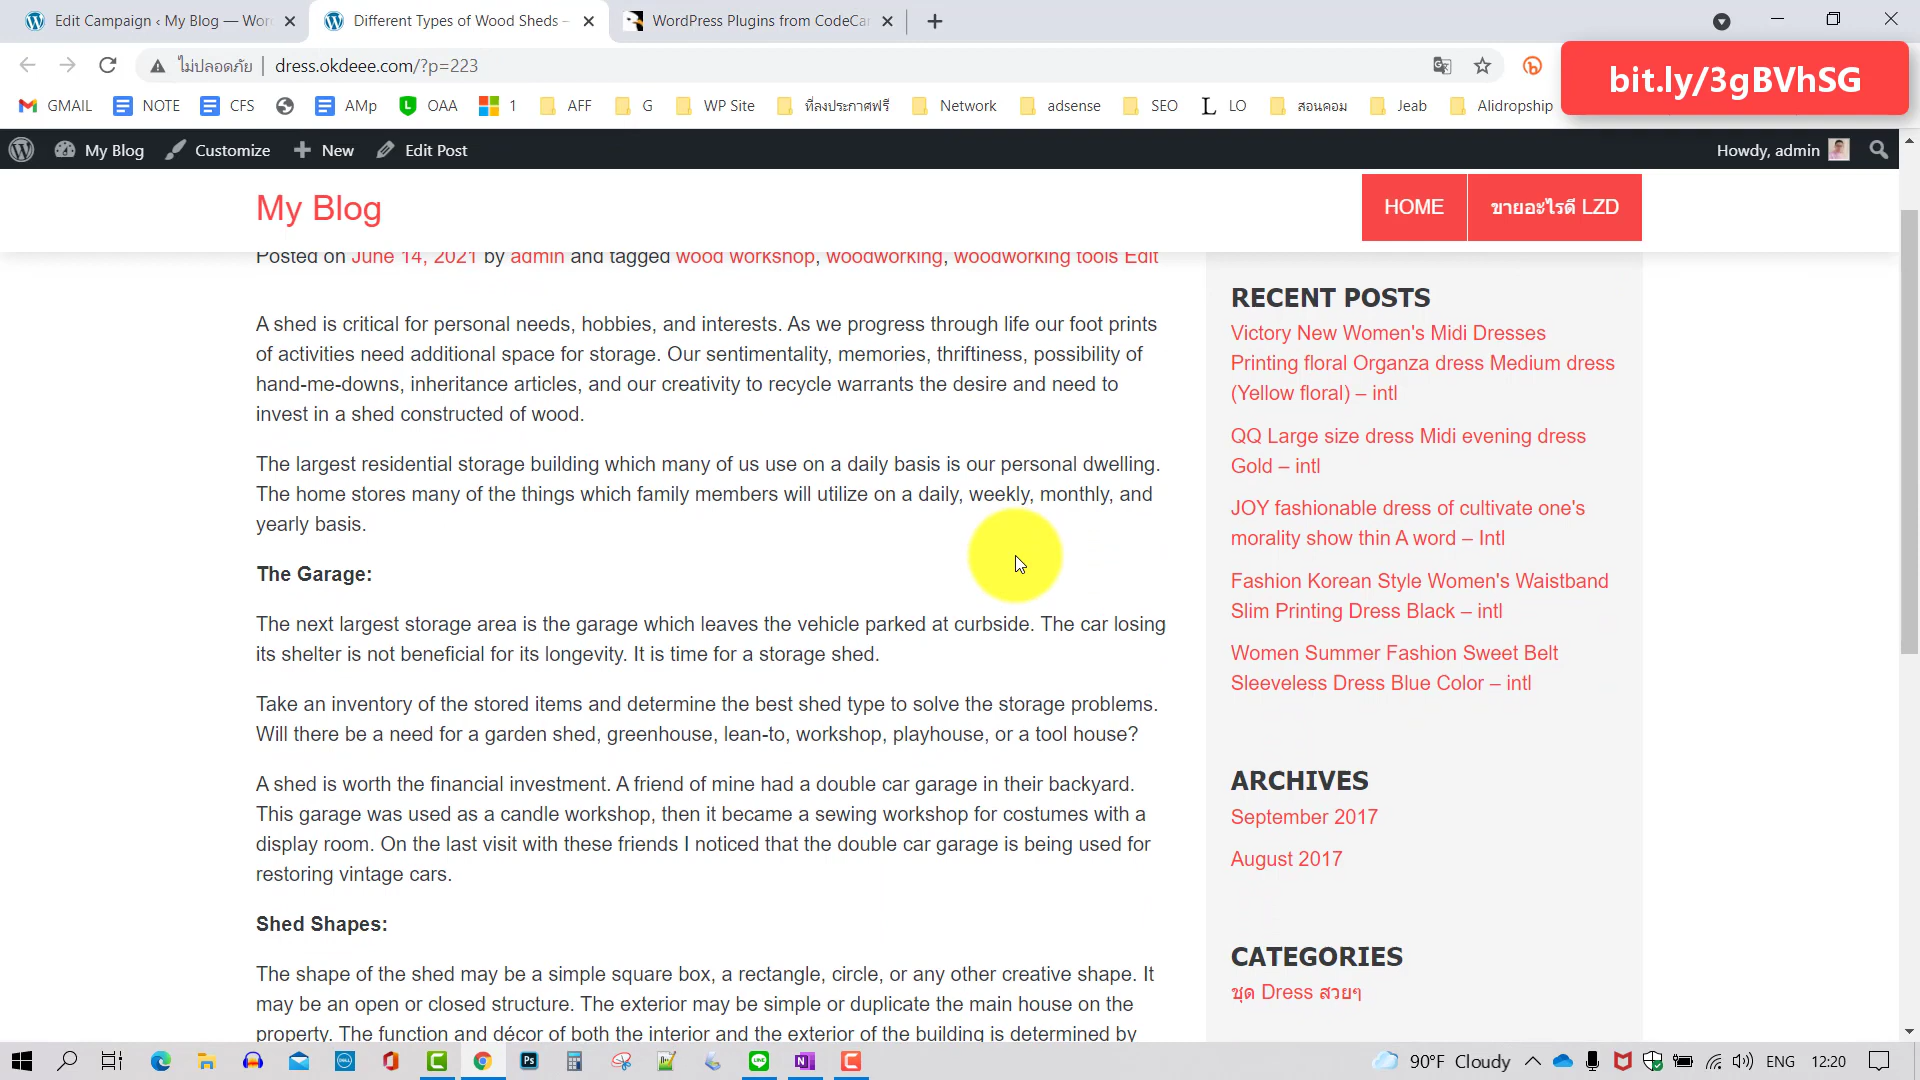 Edit Campaign ‹ My Blog — Wor
Different Types of Wood Sheds –
WordPress Plugins from CodeCan
ไม่ปลอดภัย
dress.okdeee.com/?p=223
bit.ly/3gBVhSG
GMAIL
NOTE
CFS
AMp
OAA
1
AFF
G
WP Site
ที่ลงประกาศฟรี
Network
adsense
SEO
LO
สอนคอม
Jeab
Alidropship
My Blog
Customize
New
Edit Post
Howdy, admin
My Blog
HOME
ขายอะไรดี LZD
Posted on June 14, 2021 by admin and tagged wood workshop, woodworking, woodworking tools Edit
A shed is critical for personal needs, hobbies, and interests. As we progress through life our foot prints
of activities need additional space for storage. Our sentimentality, memories, thriftiness, possibility of
hand-me-downs, inheritance articles, and our creativity to recycle warrants the desire and need to
invest in a shed constructed of wood.
The largest residential storage building which many of us use on a daily basis is our personal dwelling.
The home stores many of the things which family members will utilize on a daily, weekly, monthly, and
yearly basis.
The Garage:
The next largest storage area is the garage which leaves the vehicle parked at curbside. The car losing
its shelter is not beneficial for its longevity. It is time for a storage shed.
Take an inventory of the stored items and determine the best shed type to solve the storage problems.
Will there be a need for a garden shed, greenhouse, lean-to, workshop, playhouse, or a tool house?
A shed is worth the financial investment. A friend of mine had a double car garage in their backyard.
This garage was used as a candle workshop, then it became a sewing workshop for costumes with a
display room. On the last visit with these friends I noticed that the double car garage is being used for
restoring vintage cars.
Shed Shapes:
The shape of the shed may be a simple square box, a rectangle, circle, or any other creative shape. It
may be an open or closed structure. The exterior may be simple or duplicate the main house on the
property. The function and décor of both the interior and the exterior of the building is determined by
RECENT POSTS
Victory New Women's Midi Dresses
Printing floral Organza dress Medium dress
(Yellow floral) – intl
QQ Large size dress Midi evening dress
Gold – intl
JOY fashionable dress of cultivate one's
morality show thin A word – Intl
Fashion Korean Style Women's Waistband
Slim Printing Dress Black – intl
Women Summer Fashion Sweet Belt
Sleeveless Dress Blue Color – intl
ARCHIVES
September 2017
August 2017
CATEGORIES
ชุด Dress สวยๆ
90°F Cloudy
ENG
12:20